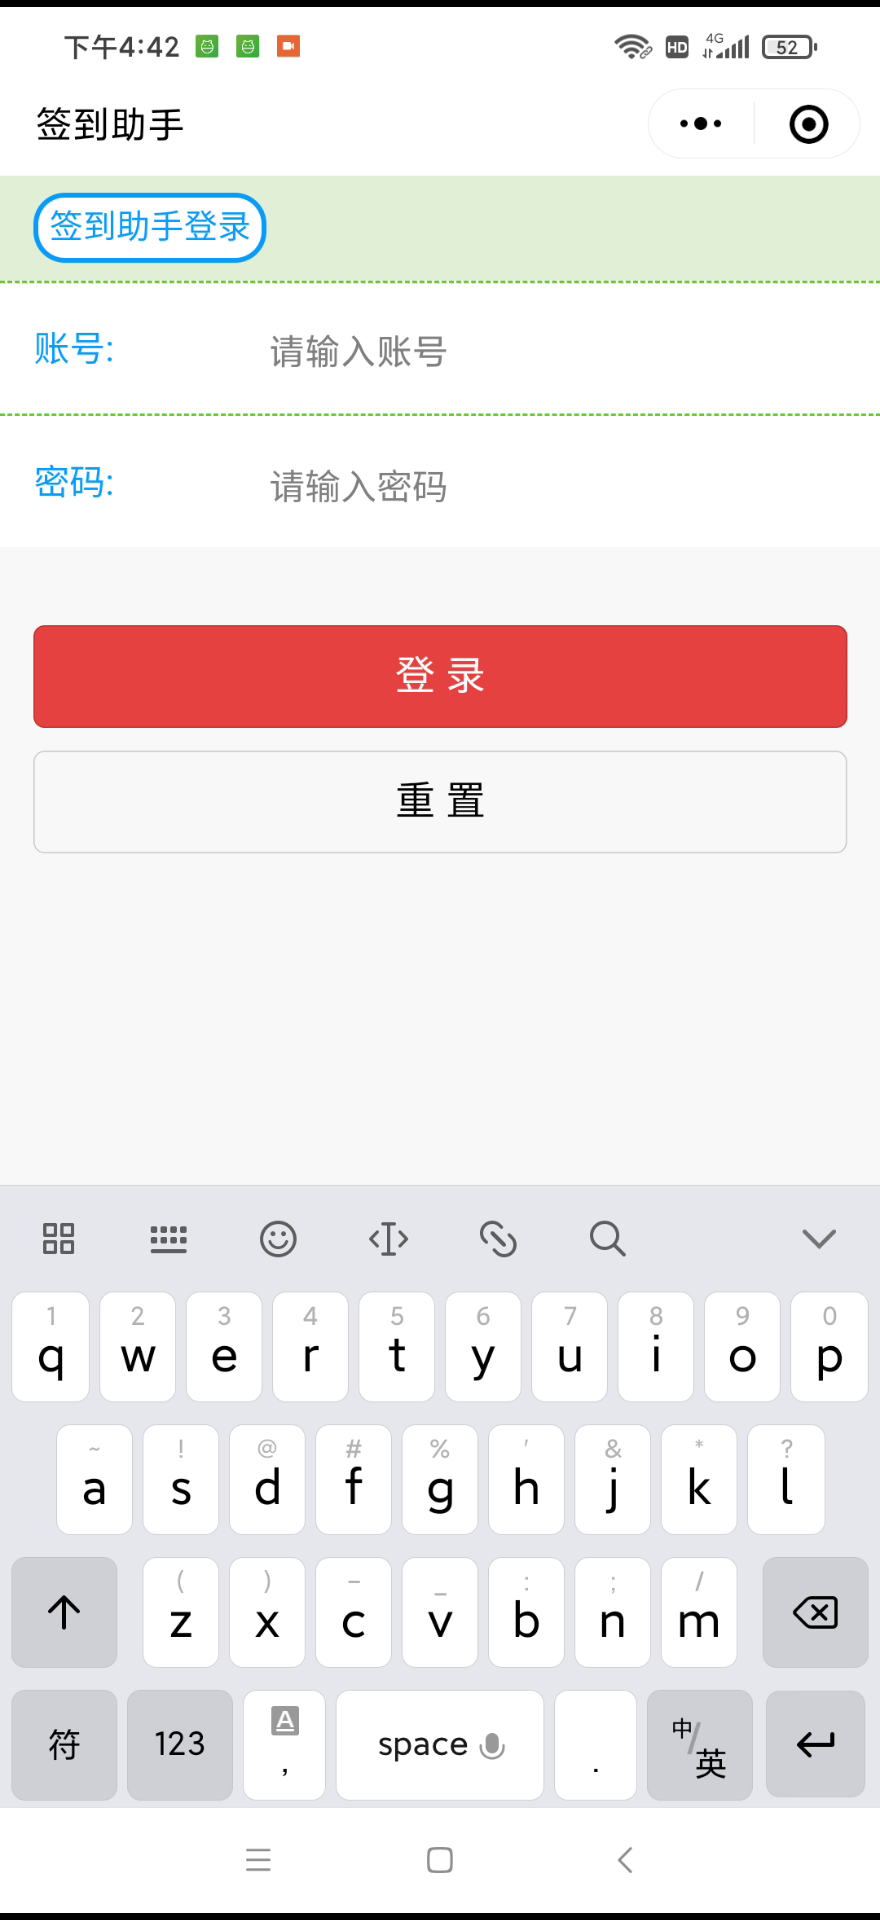 下午4:42 HD 4G 52
签到助手
签到助手登录
账号: 请输入账号
密码: 请输入密码
登 录
重 置
1 2 3 4 5 6 7 8 9 0
q w e r t y u i o p
~ ! @ # % ' & * ?
a s d f g h j k l
( ) – _ : ; /
z x c v b n m
符 123 A , space . 中/英